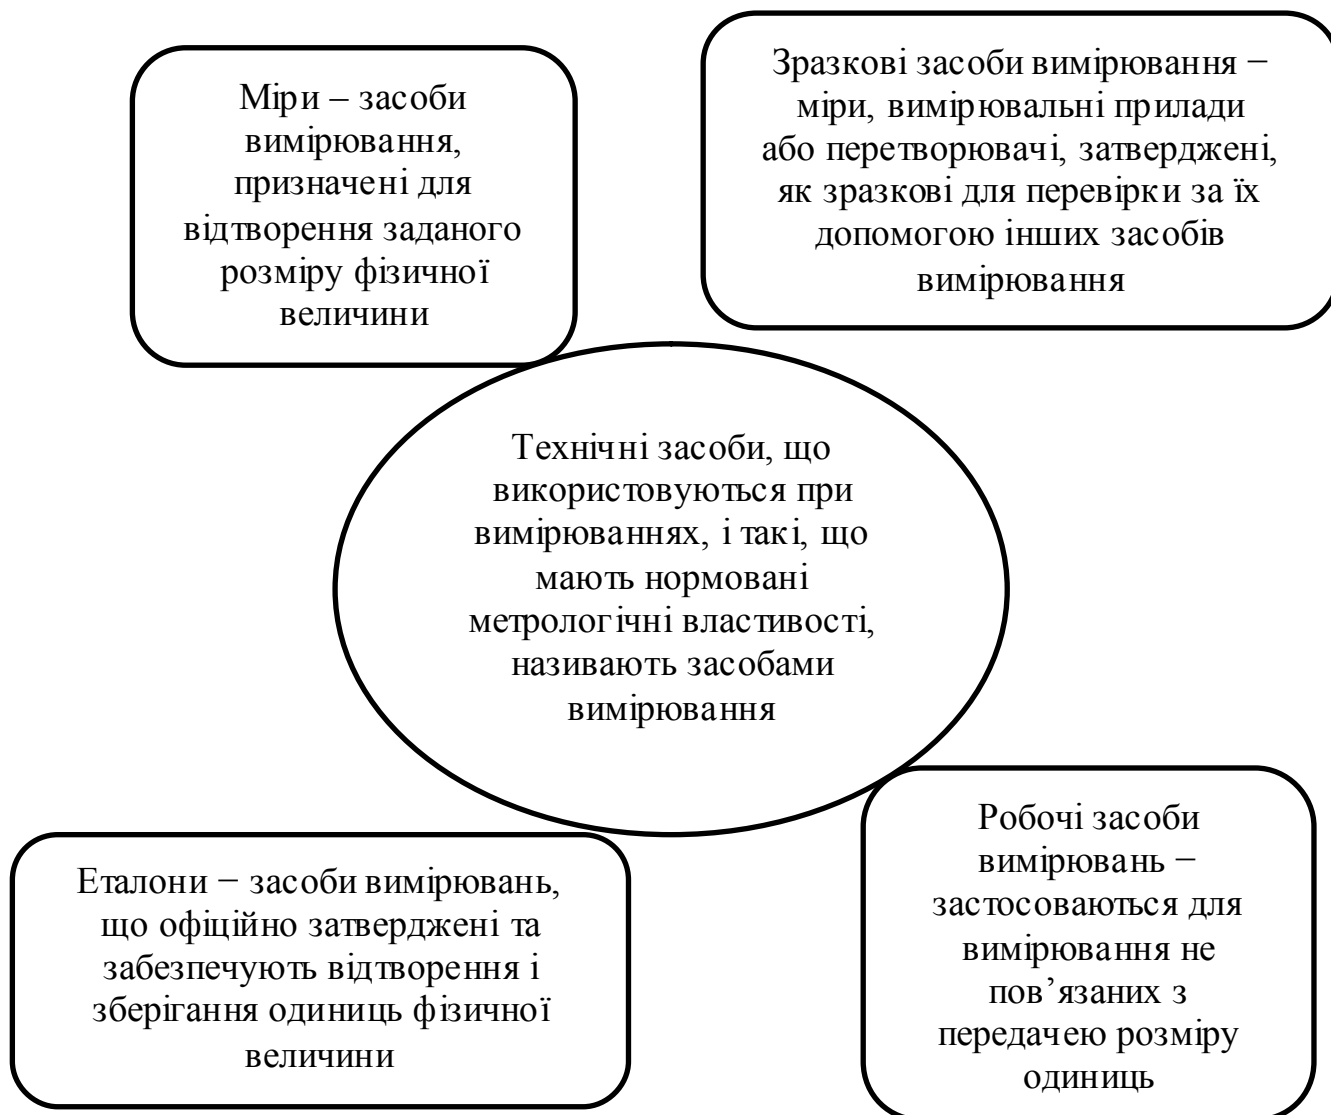 Міри – засоби
вимірювання,
призначені для
відтворення заданого
розміру фізичної
величини
Зразкові засоби вимірювання −
міри, вимірювальні прилади
або перетворювачі, затверджені,
як зразкові для перевірки за їх
допомогою інших засобів
вимірювання
Технічні засоби, що
використовуються при
вимірюваннях, і такі, що
мають нормовані
метрологічні властивості,
називають засобами
вимірювання
Еталони − засоби вимірювань,
що офіційно затверджені та
забезпечують відтворення і
зберігання одиниць фізичної
величини
Робочі засоби
вимірювань −
застосоваються для
вимірювання не
пов’язаних з
передачею розміру
одиниць